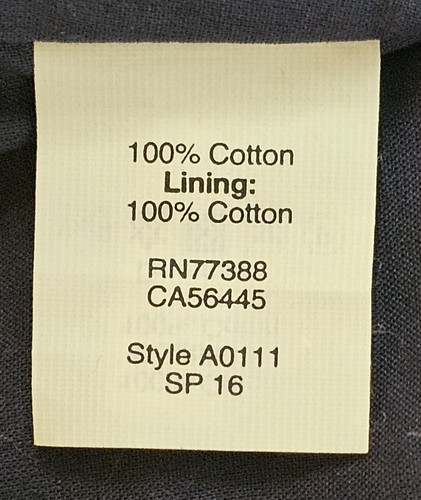 100% Cotton
Lining:
100% Cotton
RN77388
CA56445
Style A0111
SP 16